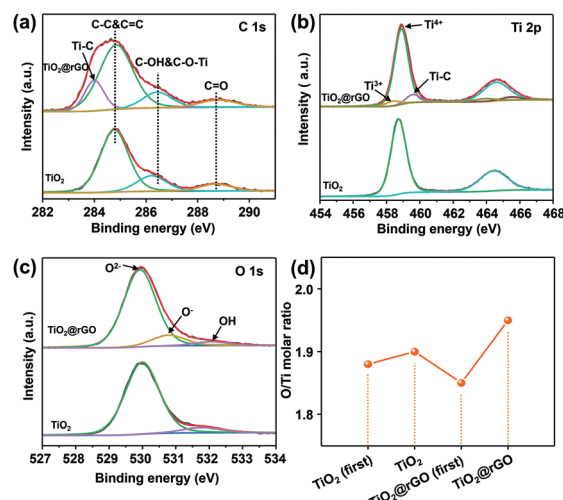 (a)
C 1s
C-C&C=C
Ti-C
TiO₂@rGO
C-OH&C-O-Ti
C=O
TiO₂
Intensity (a.u.)
282 284 286 288 290
Binding energy (eV)
(b)
Ti 2p
Ti⁴⁺
Ti-C
Ti³⁺
TiO₂@rGO
TiO₂
Intensity ( a.u.)
454 456 458 460 462 464 466 468
Binding energy (eV)
(c)
O 1s
O²⁻
O⁻
OH
TiO₂@rGO
TiO₂
Intensity (a.u.)
527 528 529 530 531 532 533 534
Binding energy (eV)
(d)
O/Ti molar ratio
2.0
1.9
1.8
TiO₂ (first)
TiO₂
TiO₂@rGO (first)
TiO₂@rGO